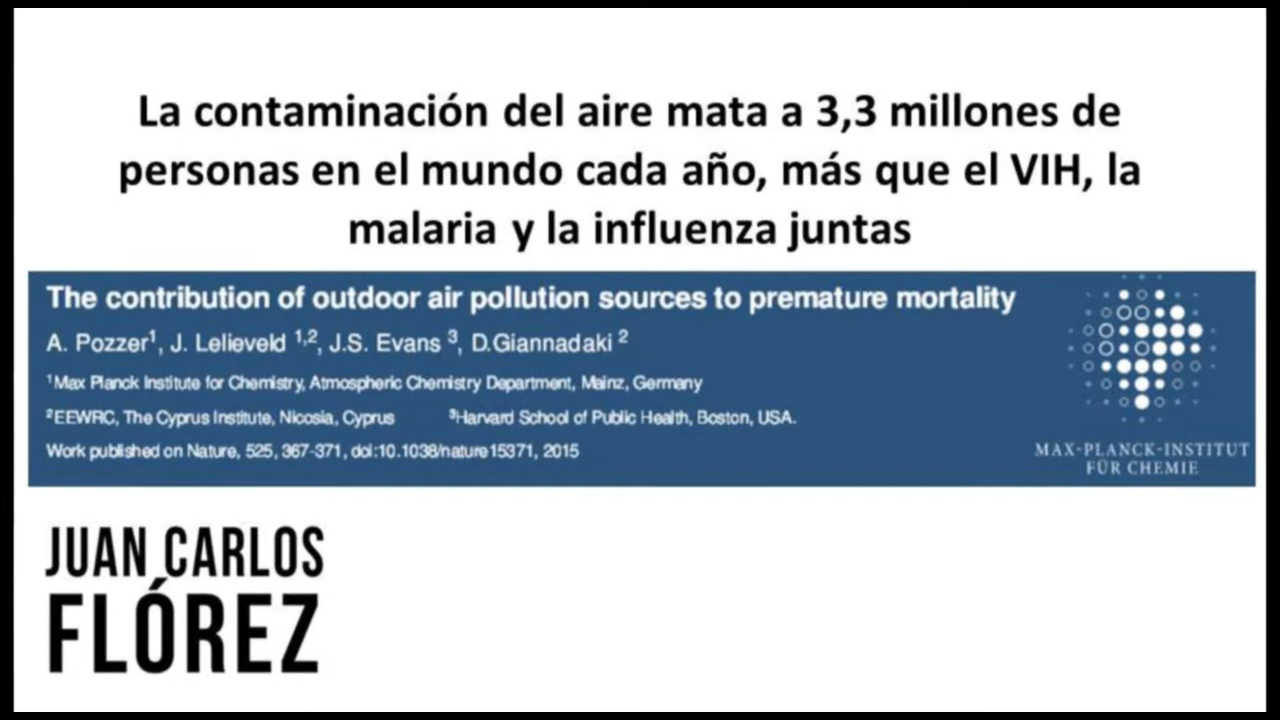 La contaminación del aire mata a 3,3 millones de
personas en el mundo cada año, más que el VIH, la
malaria y la influenza juntas
The contribution of outdoor air pollution sources to premature mortality
A. Pozzer¹, J. Lelieveld ¹,², J.S. Evans ³, D.Giannadaki ²
¹Max Planck Institute for Chemistry, Atmospheric Chemistry Department, Mainz, Germany
²EEWRC, The Cyprus Institute, Nicosia, Cyprus ³Harvard School of Public Health, Boston, USA.
Work published on Nature, 525, 367-371, doi:10.1038/nature15371, 2015
MAX-PLANCK-INSTITUT
FÜR CHEMIE
JUAN CARLOS
FLÓREZ